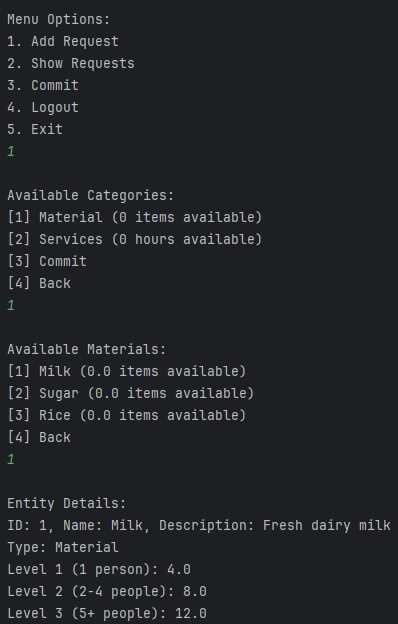 Menu Options:
1. Add Request
2. Show Requests
3. Commit
4. Logout
5. Exit
1
Available Categories:
[1] Material (0 items available)
[2] Services (0 hours available)
[3] Commit
[4] Back
1
Available Materials:
[1] Milk (0.0 items available)
[2] Sugar (0.0 items available)
[3] Rice (0.0 items available)
[4] Back
1
Entity Details:
ID: 1, Name: Milk, Description: Fresh dairy milk
Type: Material
Level 1 (1 person): 4.0
Level 2 (2-4 people): 8.0
Level 3 (5+ people): 12.0